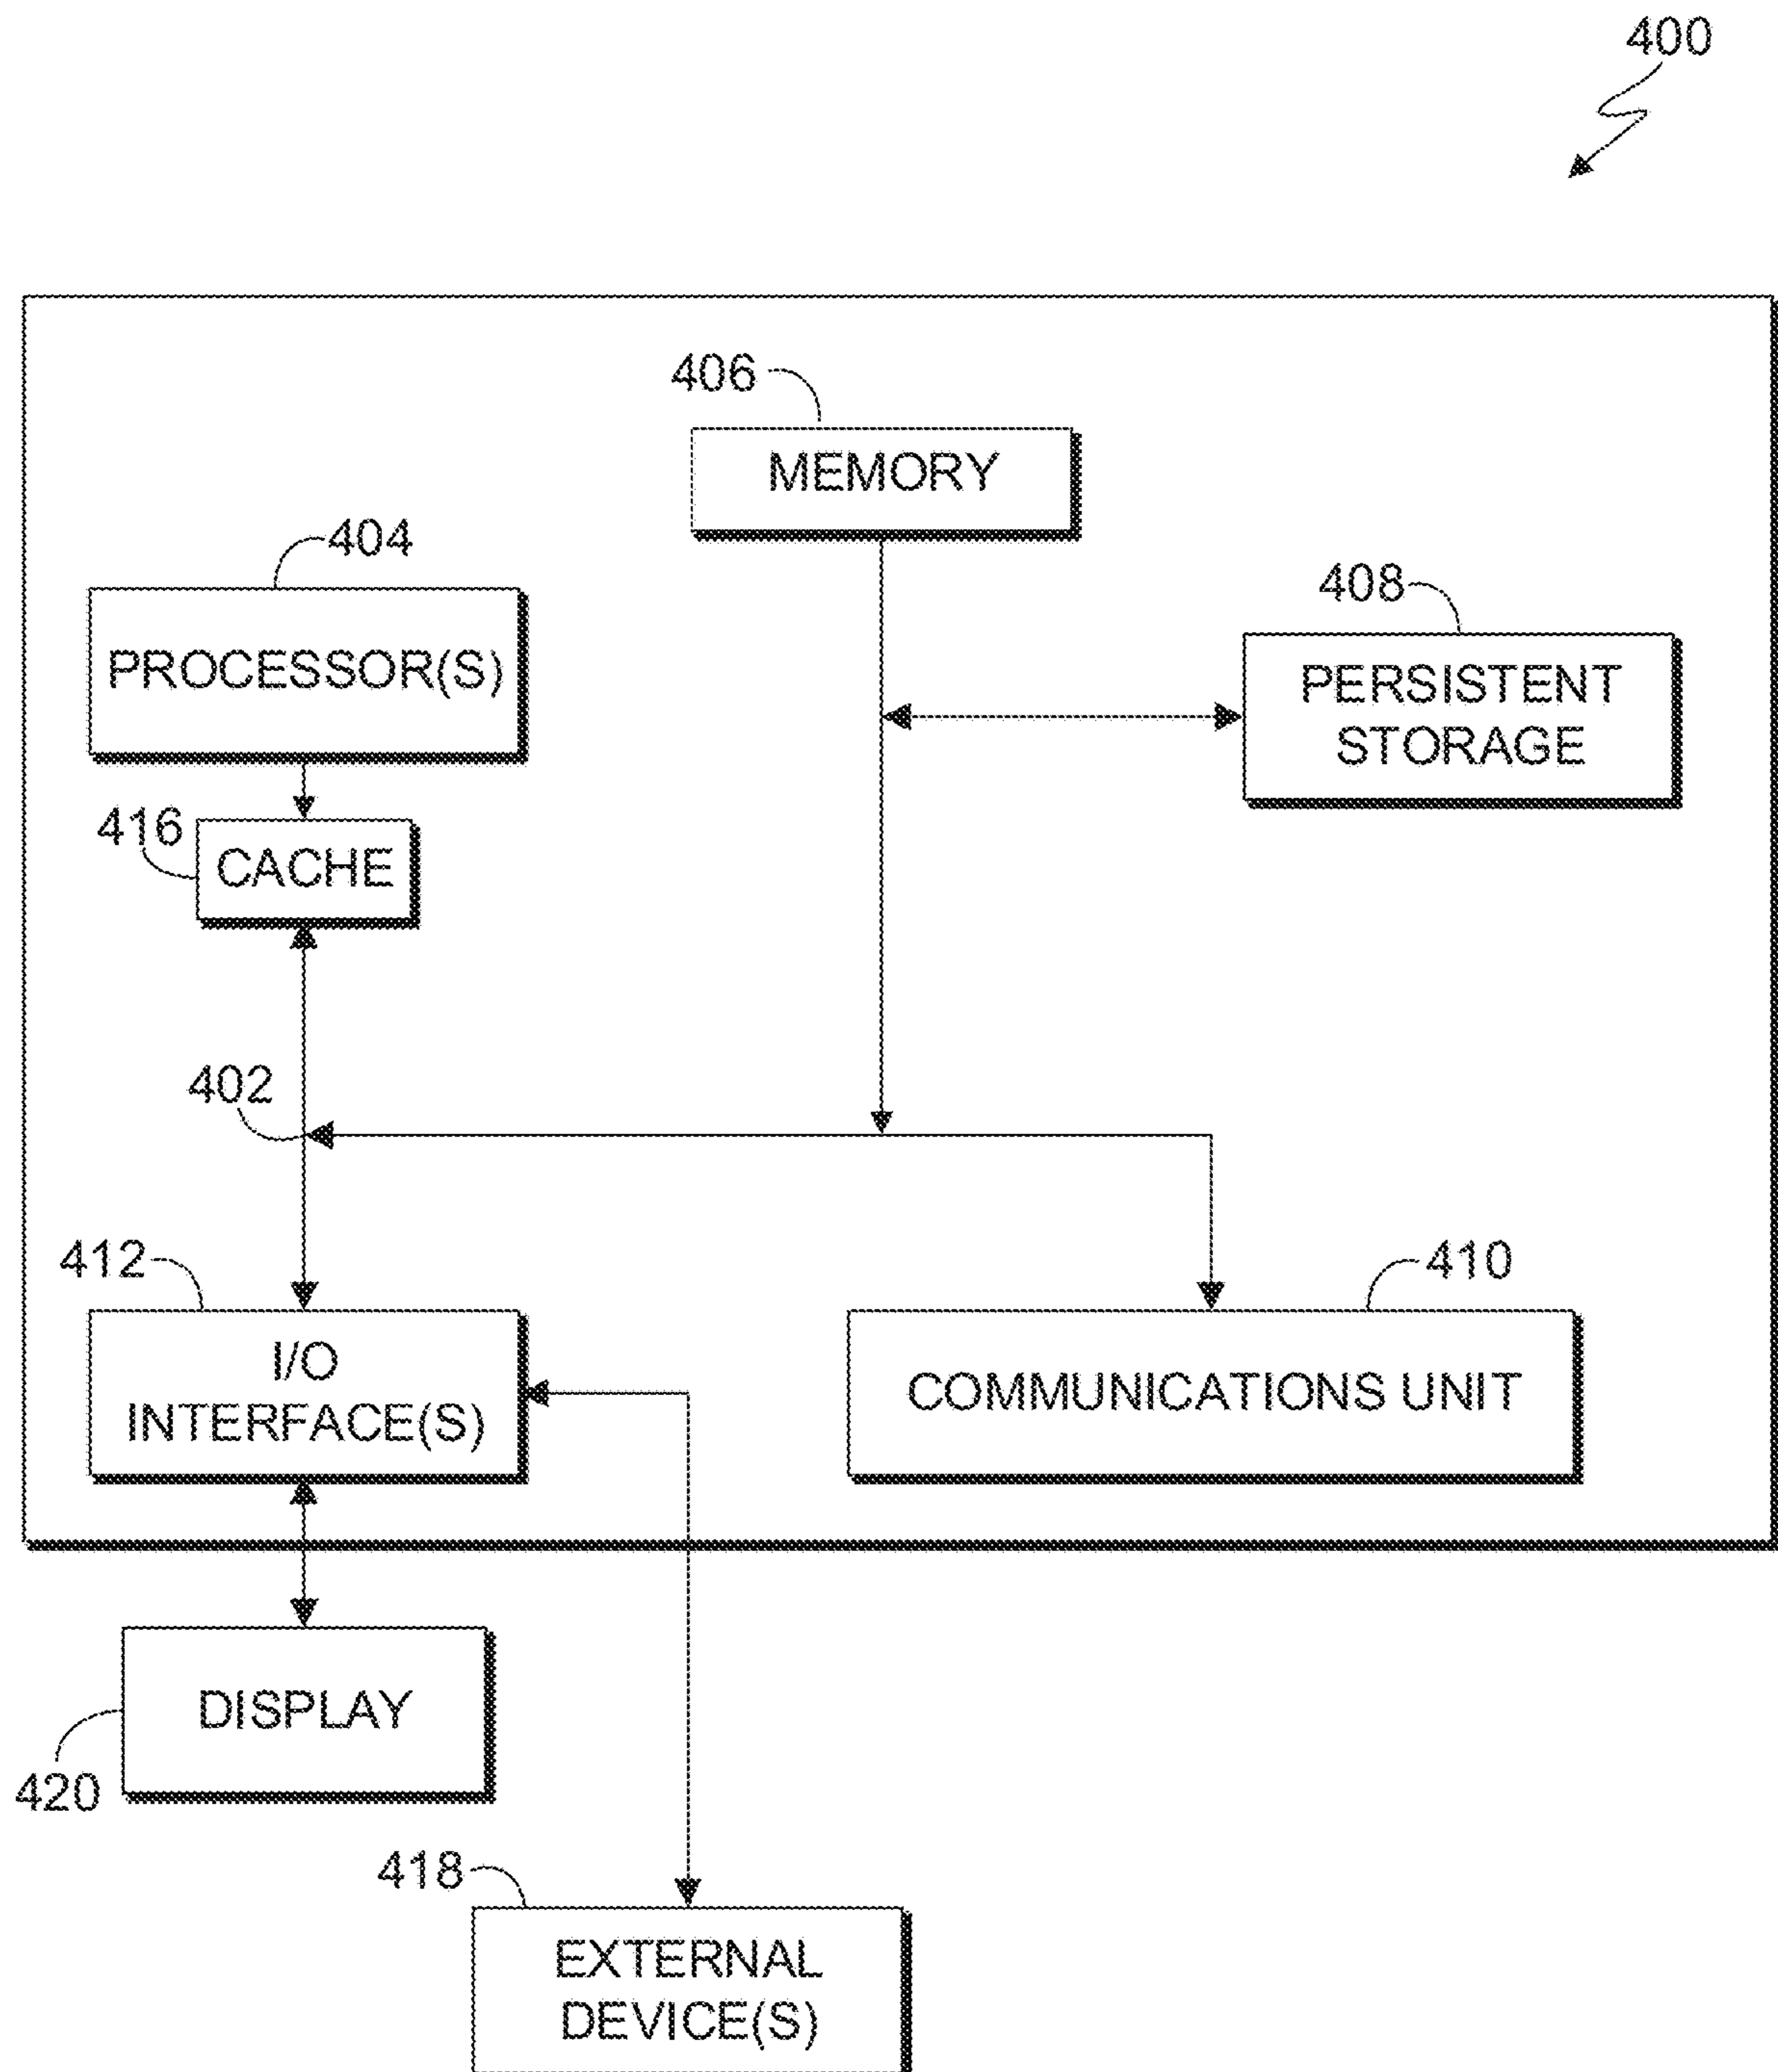 400
406
MEMORY
404
PROCESSOR(S)
408
PERSISTENT
STORAGE
416
CACHE
402
412
I/O
INTERFACE(S)
410
COMMUNICATIONS UNIT
DISPLAY
420
418
EXTERNAL
DEVICE(S)